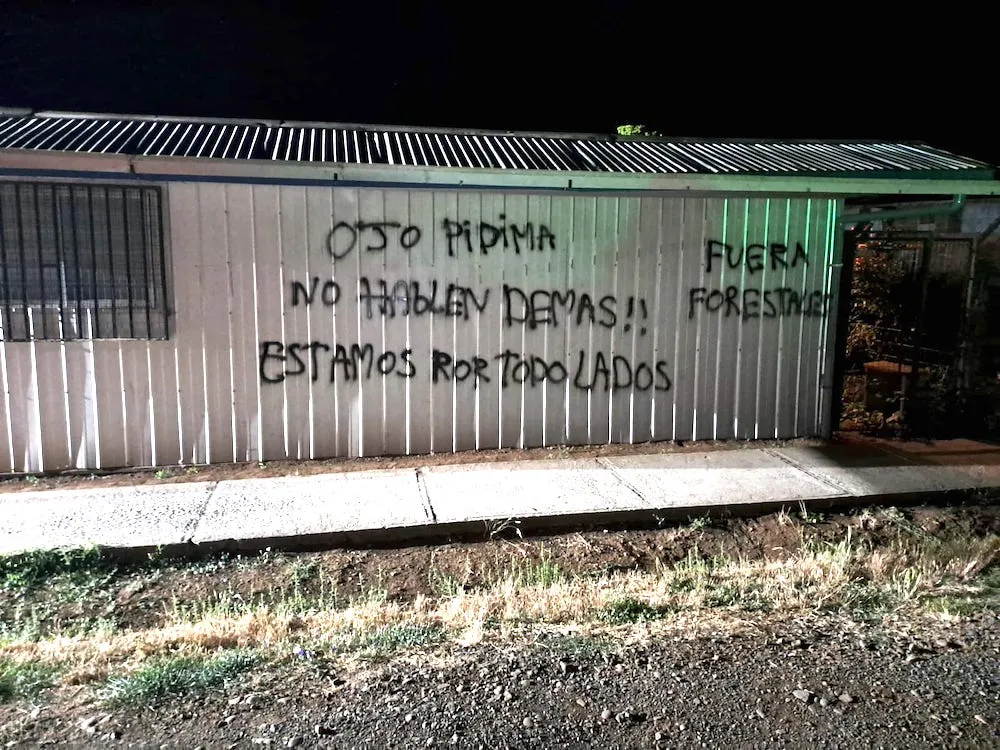 OJO PIDIMA
NO HABLEN DEMAS!!
ESTAMOS POR TODO LADOS
FUERA
FORESTALES